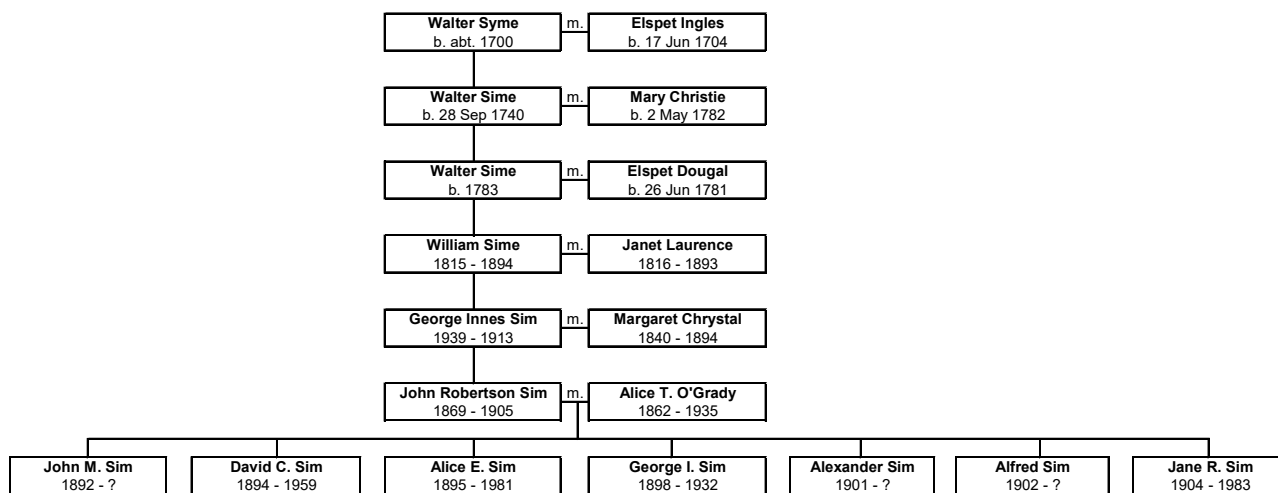 Walter Syme m. Elspet Ingles
b. abt. 1700 b. 17 Jun 1704
Walter Sime m. Mary Christie
b. 28 Sep 1740 b. 2 May 1782
Walter Sime m. Elspet Dougal
b. 1783 b. 26 Jun 1781
William Sime m. Janet Laurence
1815 - 1894 1816 - 1893
George Innes Sim m. Margaret Chrystal
1939 - 1913 1840 - 1894
John Robertson Sim m. Alice T. O'Grady
1869 - 1905 1862 - 1935
John M. Sim David C. Sim Alice E. Sim George I. Sim Alexander Sim Alfred Sim Jane R. Sim
1892 - ? 1894 - 1959 1895 - 1981 1898 - 1932 1901 - ? 1902 - ? 1904 - 1983